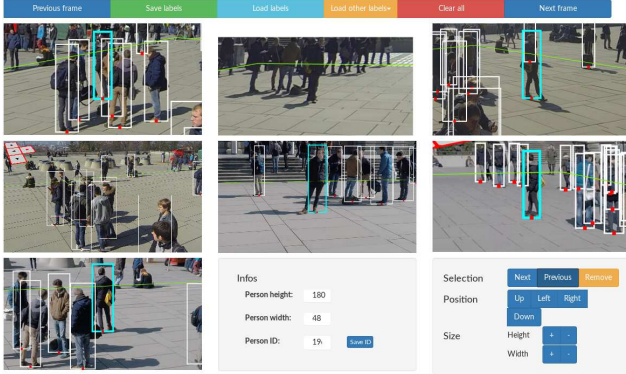 Previous frame
Save labels
Load labels
Load other labels
Clear all
Next frame
Infos
Person height: 180
Person width: 48
Person ID: 19
Save ID
Selection Next Previous Remove
Position Up Left Right
Down
Size Height + -
Width + -